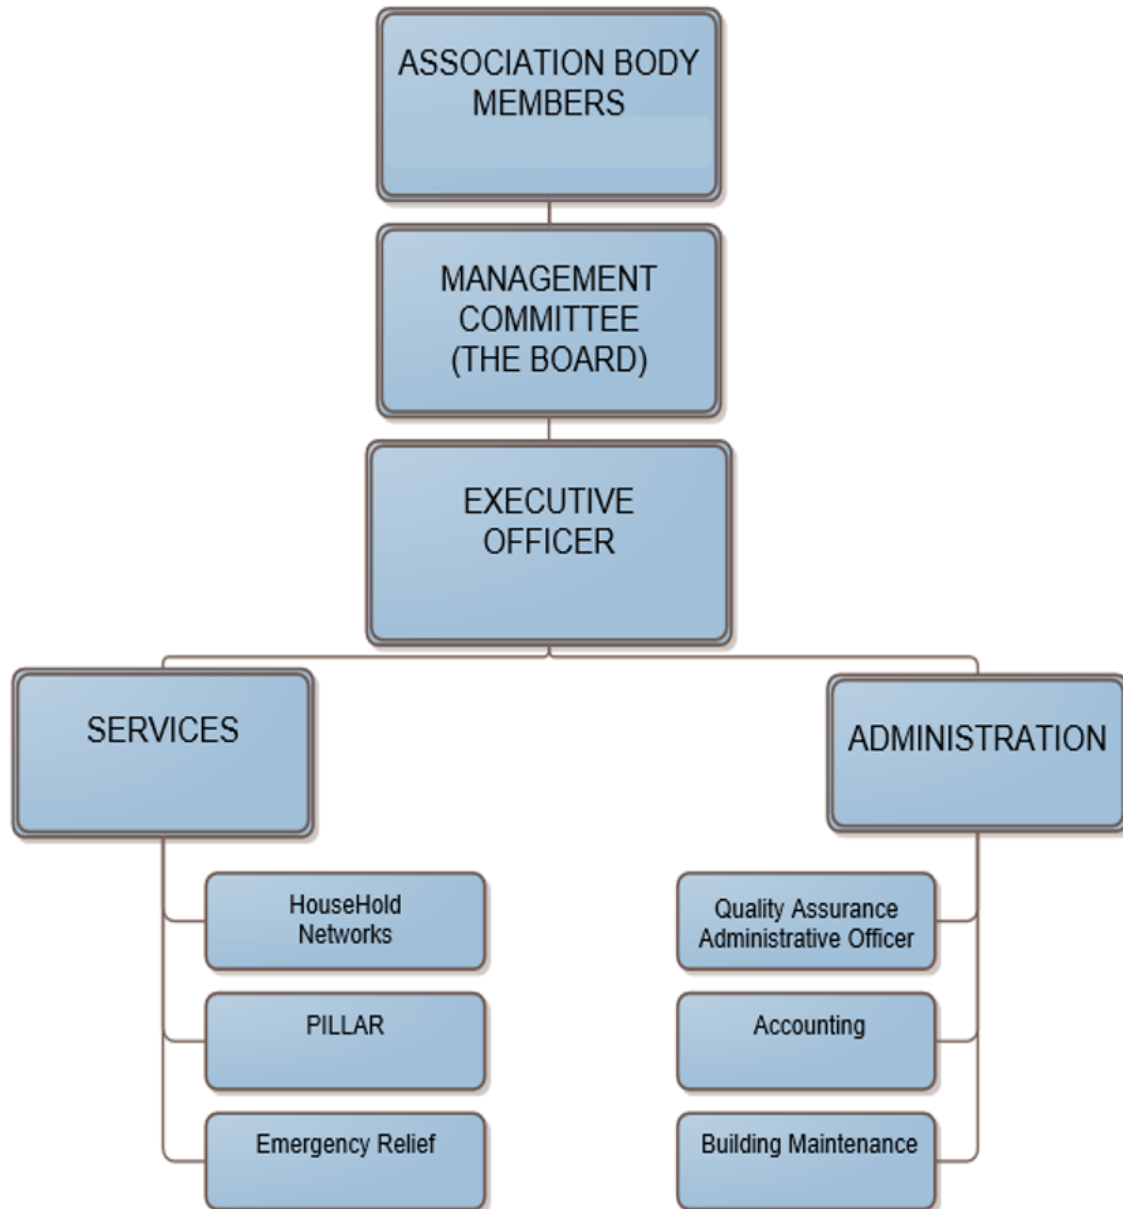 ASSOCIATION BODY
MEMBERS
MANAGEMENT
COMMITTEE
(THE BOARD)
EXECUTIVE
OFFICER
SERVICES
ADMINISTRATION
HouseHold
Networks
PILLAR
Emergency Relief
Quality Assurance
Administrative Officer
Accounting
Building Maintenance